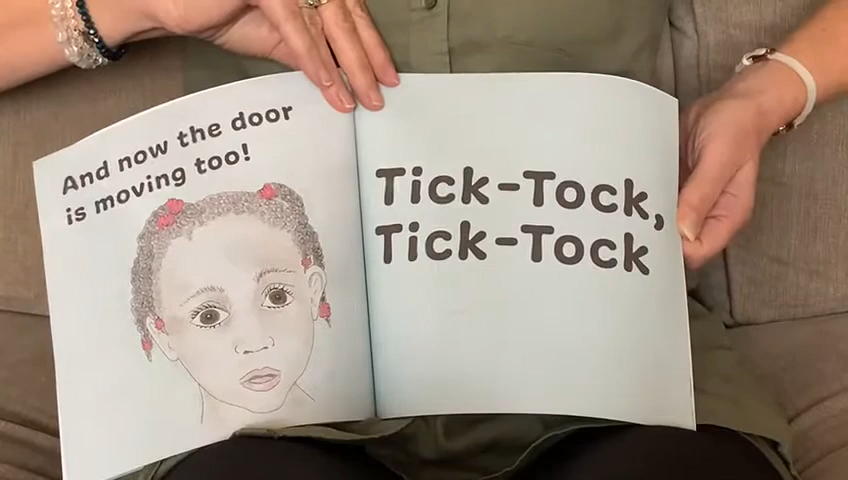 And now the door
is moving too!
Tick-Tock,
Tick-Tock